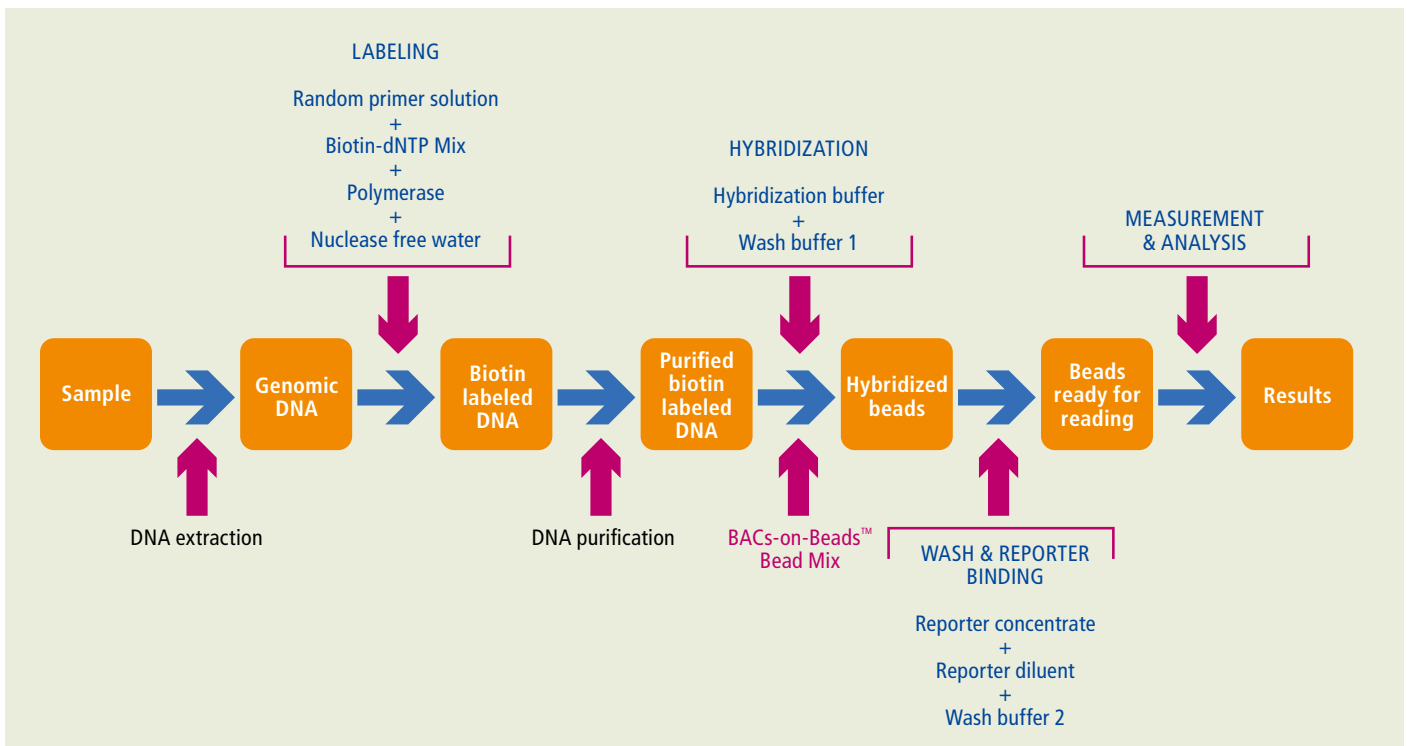 LABELING
Random primer solution
+
Biotin-dNTP Mix
+
Polymerase
+
Nuclease free water
HYBRIDIZATION
Hybridization buffer
+
Wash buffer 1
MEASUREMENT
& ANALYSIS
Sample
Genomic
DNA
Biotin
labeled
DNA
Purified
biotin
labeled
DNA
Hybridized
beads
Beads
ready for
reading
Results
DNA extraction
DNA purification
BACs-on-Beads™
Bead Mix
WASH & REPORTER
BINDING
Reporter concentrate
+
Reporter diluent
+
Wash buffer 2